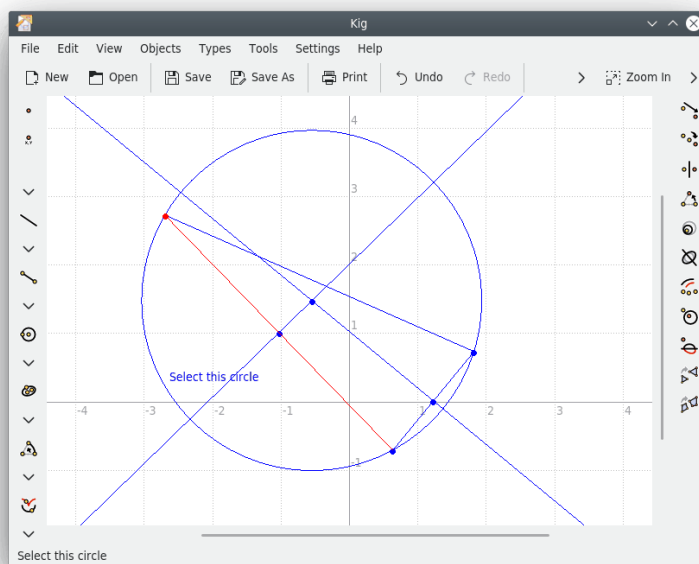 Kig
File Edit View Objects Types Tools Settings Help
New Open Save Save As Print Undo Redo Zoom In
4
3
2
1
Select this circle
-4 -3 -2 -1 1 2 3 4
-1
Select this circle